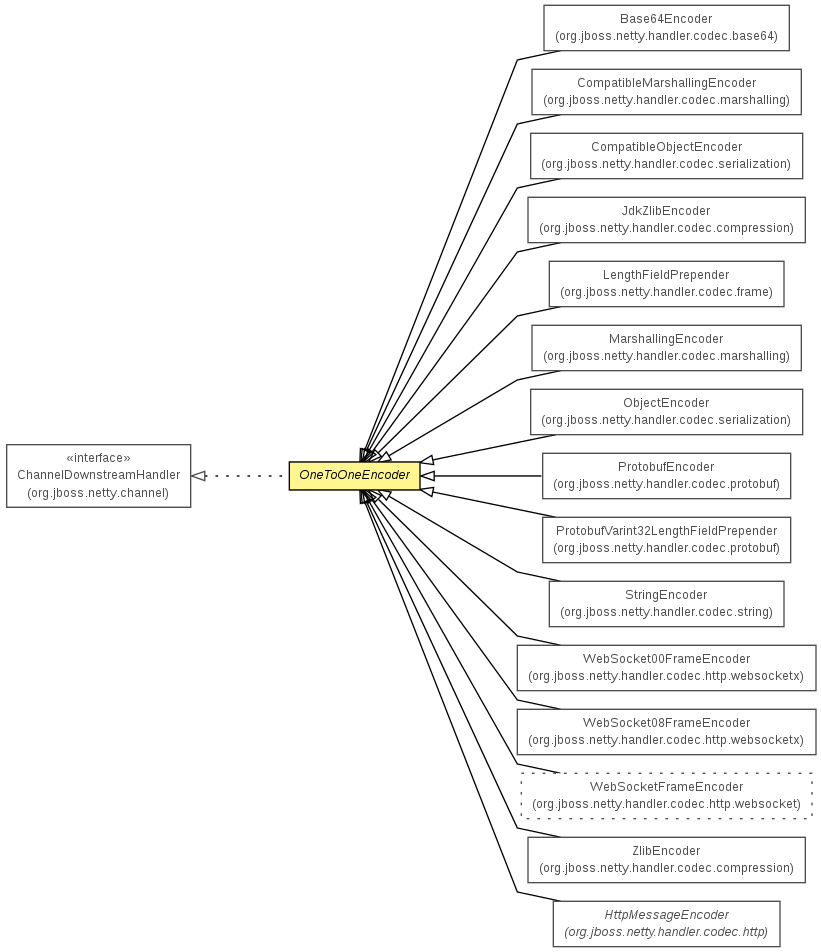 Base64Encoder
(org.jboss.netty.handler.codec.base64)
CompatibleMarshallingEncoder
(org.jboss.netty.handler.codec.marshalling)
CompatibleObjectEncoder
(org.jboss.netty.handler.codec.serialization)
JdkZlibEncoder
(org.jboss.netty.handler.codec.compression)
LengthFieldPrepender
(org.jboss.netty.handler.codec.frame)
MarshallingEncoder
(org.jboss.netty.handler.codec.marshalling)
ObjectEncoder
(org.jboss.netty.handler.codec.serialization)
«interface»
ChannelDownstreamHandler
(org.jboss.netty.channel)
OneToOneEncoder
ProtobufEncoder
(org.jboss.netty.handler.codec.protobuf)
ProtobufVarint32LengthFieldPrepender
(org.jboss.netty.handler.codec.protobuf)
StringEncoder
(org.jboss.netty.handler.codec.string)
WebSocket00FrameEncoder
(org.jboss.netty.handler.codec.http.websocketx)
WebSocket08FrameEncoder
(org.jboss.netty.handler.codec.http.websocketx)
WebSocketFrameEncoder
(org.jboss.netty.handler.codec.http.websocket)
ZlibEncoder
(org.jboss.netty.handler.codec.compression)
HttpMessageEncoder
(org.jboss.netty.handler.codec.http)